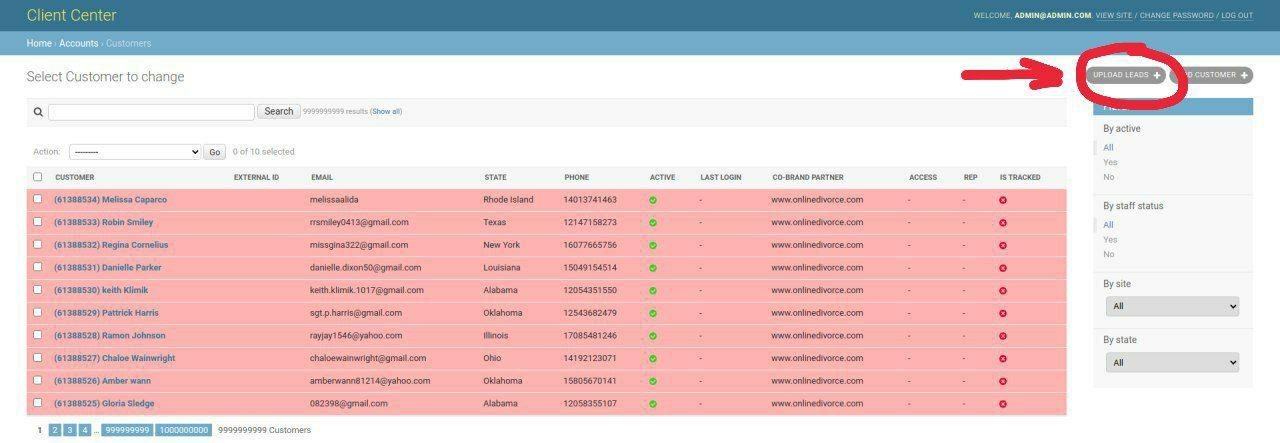 Client Center
WELCOME, ADMIN@ADMIN.COM. VIEW SITE / CHANGE PASSWORD / LOG OUT
Home › Accounts › Customers
Select Customer to change
UPLOAD LEADS +
CUSTOMER +
Search 9999999999 results (Show all)
Action: --------- Go 0 of 10 selected
CUSTOMER EXTERNAL ID EMAIL STATE PHONE ACTIVE LAST LOGIN CO-BRAND PARTNER ACCESS REP IS TRACKED
(61388534) Melissa Caparco melissaalida Rhode Island 14013741463 - www.onlinedivorce.com - -
(61388533) Robin Smiley rrsmiley0413@gmail.com Texas 12147158273 - www.onlinedivorce.com - -
(61388532) Regina Cornelius missgina322@gmail.com New York 16077665756 - www.onlinedivorce.com - -
(61388531) Danielle Parker danielle.dixon50@gmail.com Louisiana 15049154514 - www.onlinedivorce.com - -
(61388530) keith Klimik keith.klimik.1017@gmail.com Alabama 12054351550 - www.onlinedivorce.com - -
(61388529) Pattrick Harris sgt.p.harris@gmail.com Oklahoma 12543682479 - www.onlinedivorce.com - -
(61388528) Ramon Johnson rayjay1546@yahoo.com Illinois 17085481246 - www.onlinedivorce.com - -
(61388527) Chaloe Wainwright chaloewainwright@gmail.com Ohio 14192123071 - www.onlinedivorce.com - -
(61388526) Amber wann amberwann81214@yahoo.com Oklahoma 15805670141 - www.onlinedivorce.com - -
(61388525) Gloria Sledge 082398@gmail.com Alabama 12058355107 - www.onlinedivorce.com - -
1 2 3 4 ... 999999999 1000000000 9999999999 Customers
By active
All
Yes
No
By staff status
All
Yes
No
By site
All
By state
All